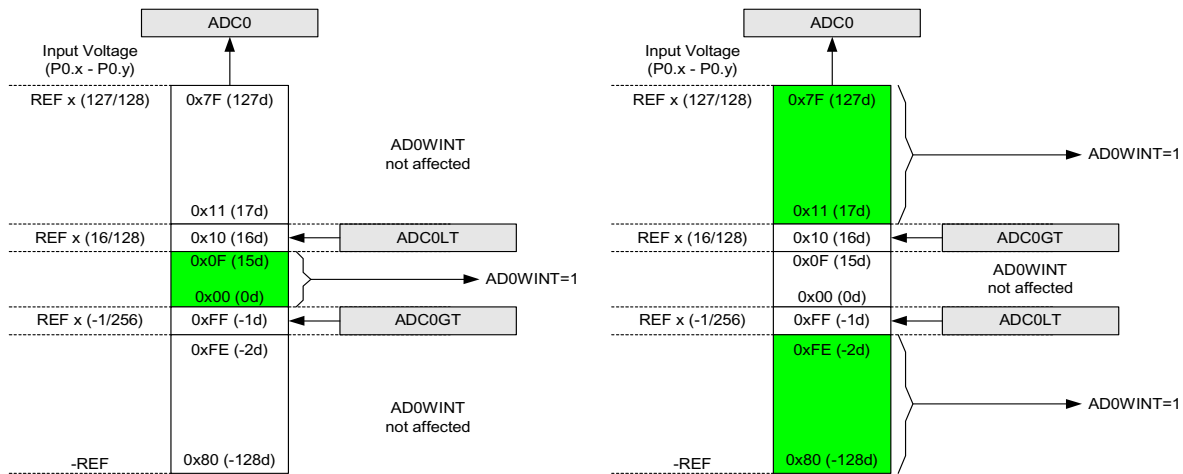 ADC0
Input Voltage
(P0.x - P0.y)
REF x (127/128)
0x7F (127d)
AD0WINT
not affected
0x11 (17d)
REF x (16/128)
0x10 (16d)
ADC0LT
0x0F (15d)
0x00 (0d)
AD0WINT=1
REF x (-1/256)
0xFF (-1d)
ADC0GT
0xFE (-2d)
AD0WINT
not affected
-REF
0x80 (-128d)
ADC0
Input Voltage
(P0.x - P0.y)
REF x (127/128)
0x7F (127d)
AD0WINT=1
0x11 (17d)
REF x (16/128)
0x10 (16d)
ADC0GT
0x0F (15d)
AD0WINT
not affected
0x00 (0d)
REF x (-1/256)
0xFF (-1d)
ADC0LT
0xFE (-2d)
AD0WINT=1
-REF
0x80 (-128d)